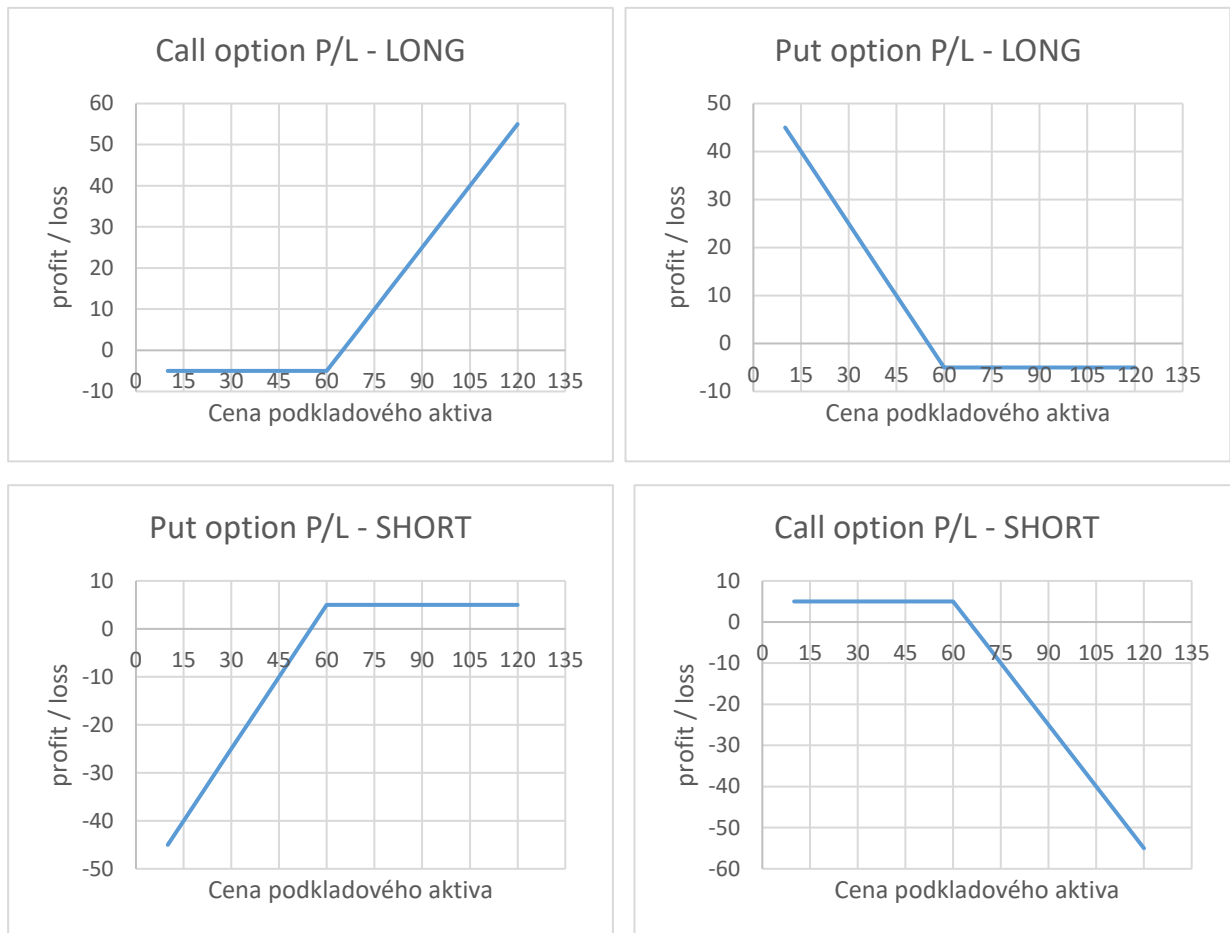 Call option P/L - LONG
60
50
40
30
20
10
0
-10
0 15 30 45 60 75 90 105 120 135
profit / loss
Cena podkladového aktiva
Put option P/L - LONG
50
40
30
20
10
0
-10
0 15 30 45 60 75 90 105 120 135
profit / loss
Cena podkladového aktiva
Put option P/L - SHORT
10
0
-10
-20
-30
-40
-50
0 15 30 45 60 75 90 105 120 135
profit / loss
Cena podkladového aktiva
Call option P/L - SHORT
10
0
-10
-20
-30
-40
-50
-60
0 15 30 45 60 75 90 105 120 135
profit / loss
Cena podkladového aktiva